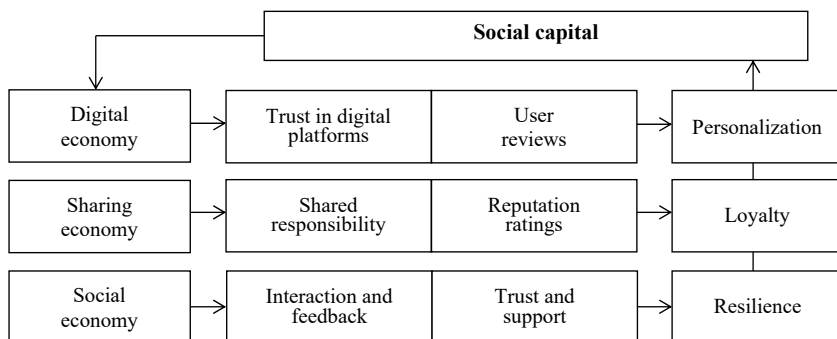 Social capital
Digital
economy
Trust in digital
platforms
User
reviews
Personalization
Sharing
economy
Shared
responsibility
Reputation
ratings
Loyalty
Social
economy
Interaction and
feedback
Trust and
support
Resilience